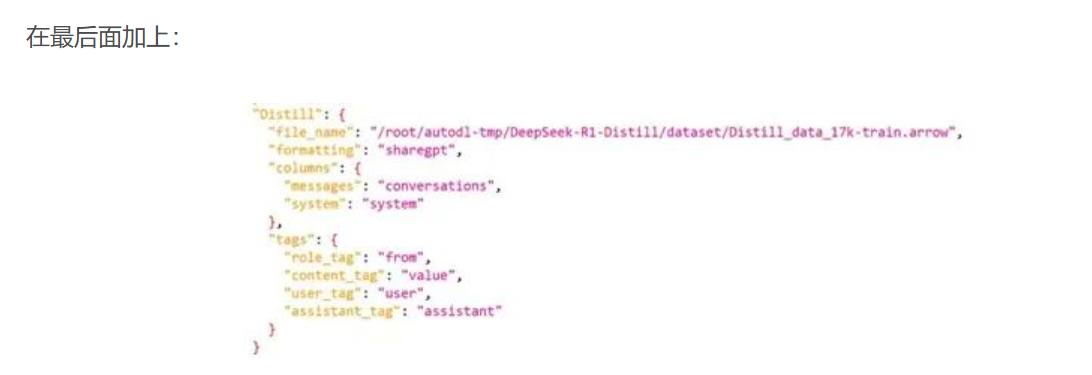 在最后面加上：
"Distill": {
"file_name": "/root/autodl-tmp/DeepSeek-R1-Distill/dataset/Distill_data_17k-train.arrow",
"formatting": "sharegpt",
"columns": {
"messages": "conversations",
"system": "system"
},
"tags": {
"role_tag": "from",
"content_tag": "value",
"user_tag": "user",
"assistant_tag": "assistant"
}
}